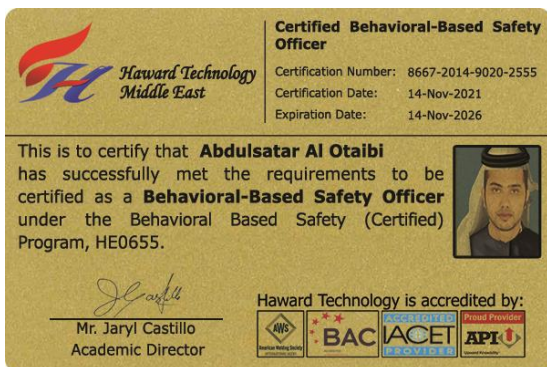 Haward Technology
Middle East
Certified Behavioral-Based Safety
Officer
Certification Number: 8667-2014-9020-2555
Certification Date: 14-Nov-2021
Expiration Date: 14-Nov-2026
This is to certify that Abdulsatar Al Otaibi
has successfully met the requirements to be
certified as a Behavioral-Based Safety Officer
under the Behavioral Based Safety (Certified)
Program, HE0655.
Mr. Jaryl Castillo
Academic Director
Haward Technology is accredited by:
AWS
American Welding Society
BAC
ACCREDITED
IACET
PROVIDER
Proud Provider
API